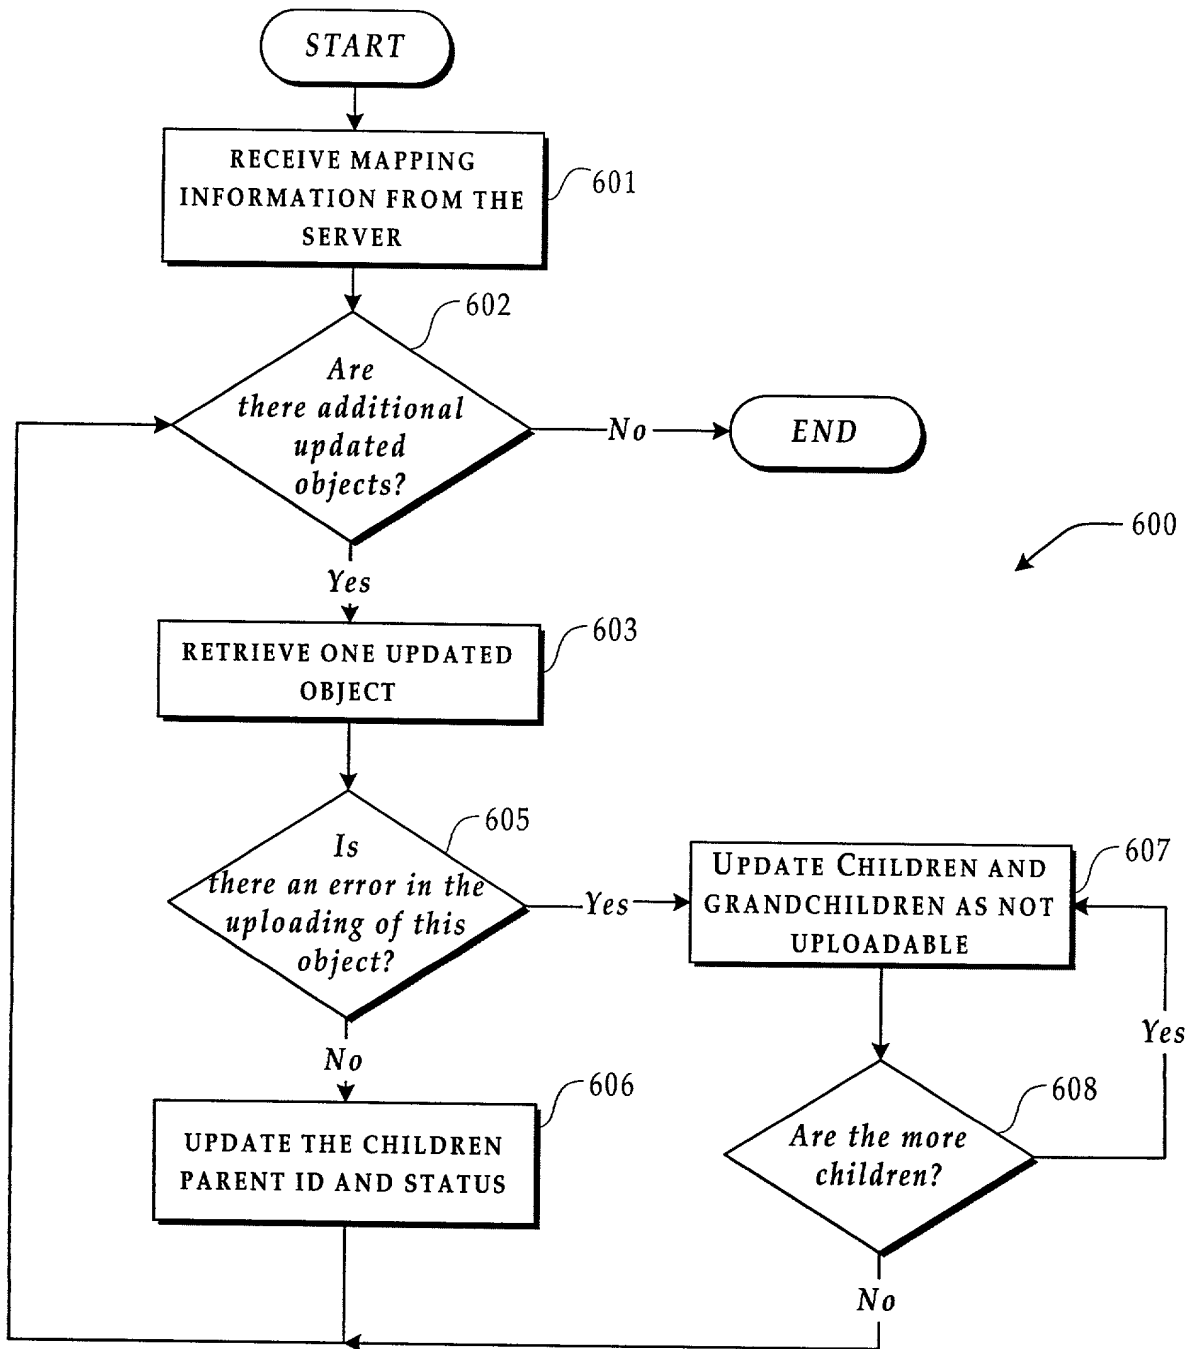 START
RECEIVE MAPPING
INFORMATION FROM THE
SERVER
601
602
Are
there additional
updated
objects?
No
END
600
Yes
603
RETRIEVE ONE UPDATED
OBJECT
605
Is
there an error in the
uploading of this
object?
Yes
607
UPDATE CHILDREN AND
GRANDCHILDREN AS NOT
UPLOADABLE
Yes
No
606
UPDATE THE CHILDREN
PARENT ID AND STATUS
608
Are the more
children?
No